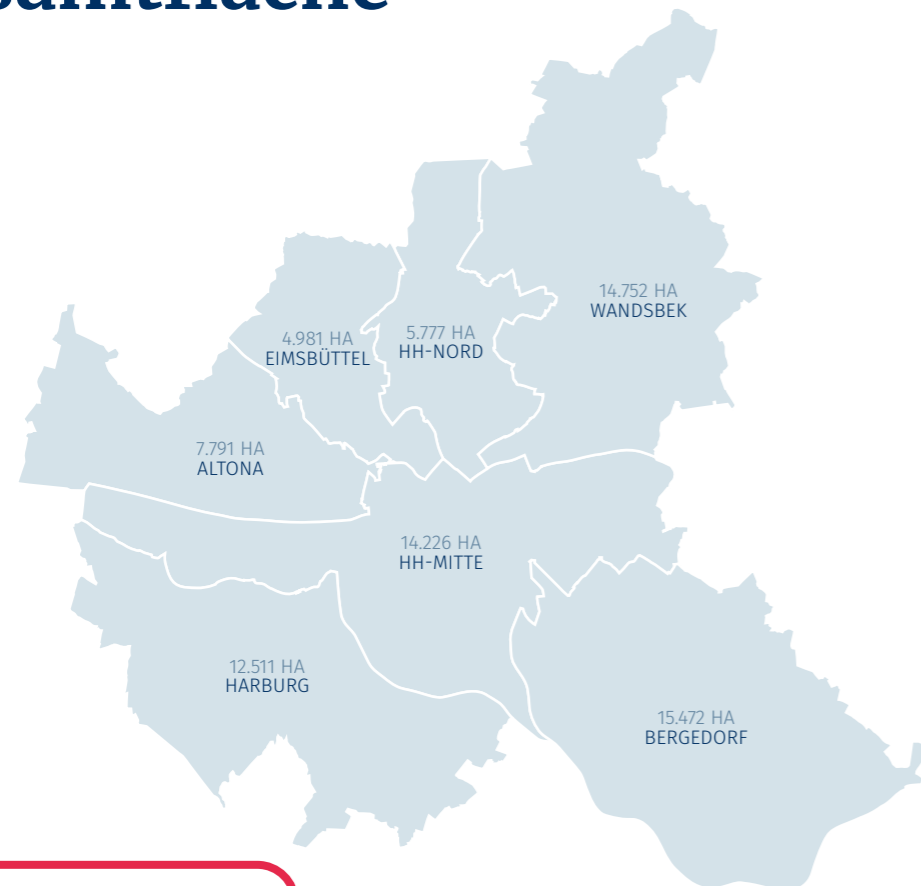 14.752 HA
WANDSBEK
5.777 HA
HH-NORD
4.981 HA
EIMSBÜTTEL
7.791 HA
ALTONA
14.226 HA
HH-MITTE
12.511 HA
HARBURG
15.472 HA
BERGEDORF